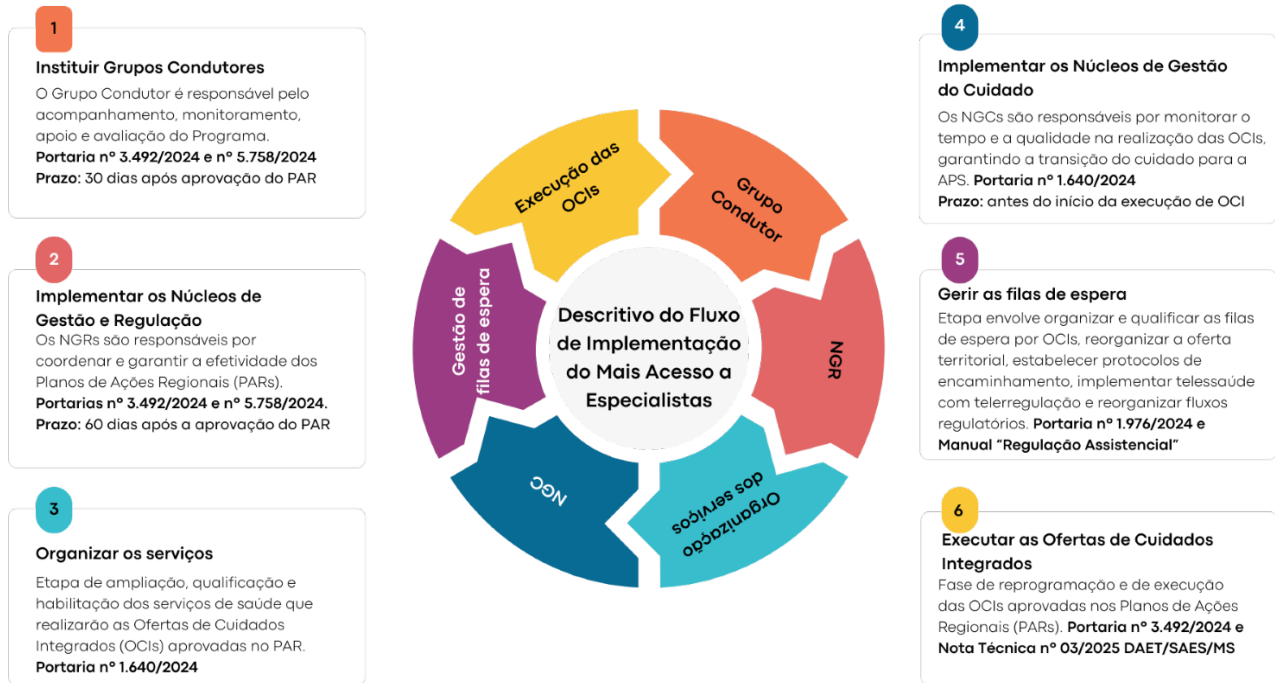 1
Instituir Grupos Condutores
O Grupo Condutor é responsável pelo
acompanhamento, monitoramento,
apoio e avaliação do Programa.
Portaria nº 3.492/2024 e nº 5.758/2024
Prazo: 30 dias após aprovação do PAR
2
Implementar os Núcleos de
Gestão e Regulação
Os NGRs são responsáveis por
coordenar e garantir a efetividade dos
Planos de Ações Regionais (PARs).
Portarias nº 3.492/2024 e nº 5.758/2024.
Prazo: 60 dias após a aprovação do PAR
3
Organizar os serviços
Etapa de ampliação, qualificação e
habilitação dos serviços de saúde que
realizarão as Ofertas de Cuidados
Integrados (OCIs) aprovadas no PAR.
Portaria nº 1.640/2024
Execução das
OCIs
Grupo
Condutor
NGR
Organização
dos serviços
NGC
Gestão de
filas de espera
Descritivo do Fluxo
de Implementação
do Mais Acesso a
Especialistas
4
Implementar os Núcleos de Gestão
do Cuidado
Os NGCs são responsáveis por monitorar o
tempo e a qualidade na realização das OCIs,
garantindo a transição do cuidado para a
APS. Portaria nº 1.640/2024
Prazo: antes do início da execução de OCI
5
Gerir as filas de espera
Etapa envolve organizar e qualificar as filas
de espera por OCIs, reorganizar a oferta
territorial, estabelecer protocolos de
encaminhamento, implementar telessaúde
com telerregulação e reorganizar fluxos
regulatórios. Portaria nº 1.976/2024 e
Manual "Regulação Assistencial"
6
Executar as Ofertas de Cuidados
Integrados
Fase de reprogramação e de execução
das OCIs aprovadas nos Planos de Ações
Regionais (PARs). Portaria nº 3.492/2024 e
Nota Técnica nº 03/2025 DAET/SAES/MS